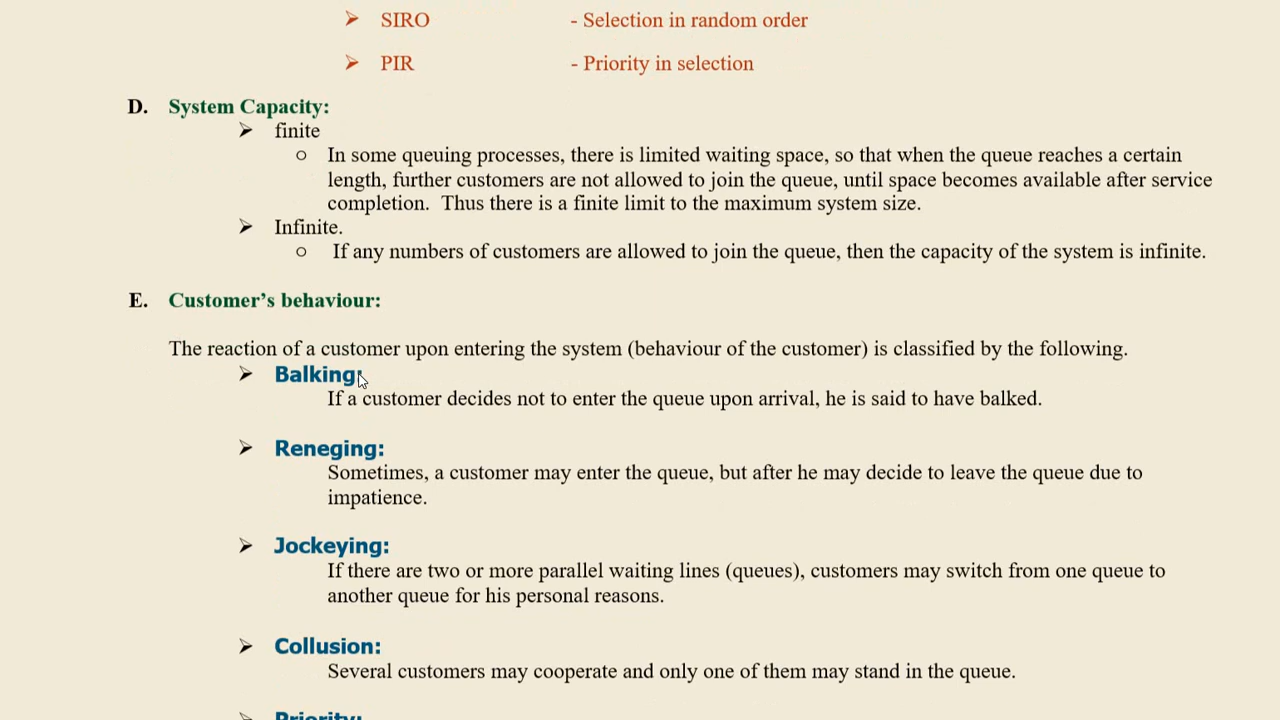 ➢ SIRO - Selection in random order
➢ PIR - Priority in selection
D. System Capacity:
➢ finite
o In some queuing processes, there is limited waiting space, so that when the queue reaches a certain
length, further customers are not allowed to join the queue, until space becomes available after service
completion. Thus there is a finite limit to the maximum system size.
➢ Infinite.
o If any numbers of customers are allowed to join the queue, then the capacity of the system is infinite.
E. Customer’s behaviour:
The reaction of a customer upon entering the system (behaviour of the customer) is classified by the following.
➢ Balking:
If a customer decides not to enter the queue upon arrival, he is said to have balked.
➢ Reneging:
Sometimes, a customer may enter the queue, but after he may decide to leave the queue due to
impatience.
➢ Jockeying:
If there are two or more parallel waiting lines (queues), customers may switch from one queue to
another queue for his personal reasons.
➢ Collusion:
Several customers may cooperate and only one of them may stand in the queue.
➢ Priority: